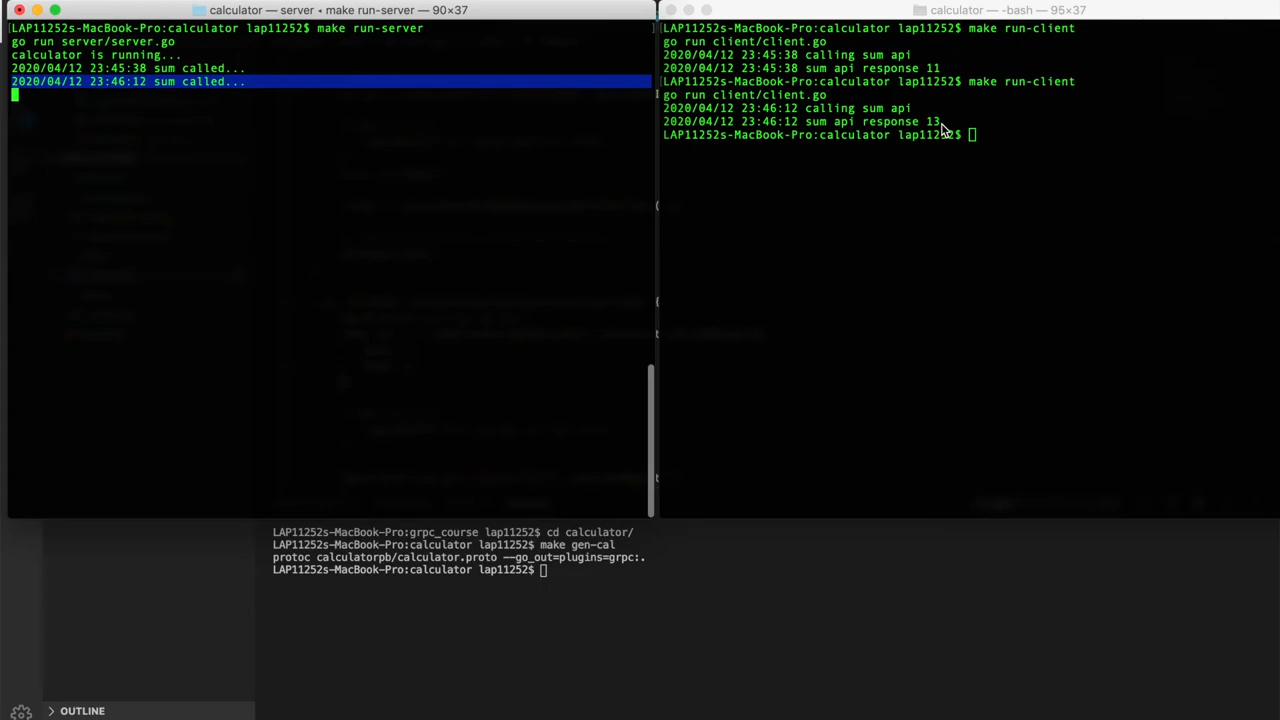 calculator — server ◂ make run-server — 90×37
[LAP11252s-MacBook-Pro:calculator lap11252$ make run-server
go run server/server.go
calculator is running...
2020/04/12 23:45:38 sum called...
2020/04/12 23:46:12 sum called...
calculator — -bash — 95×37
[LAP11252s-MacBook-Pro:calculator lap11252$ make run-client
go run client/client.go
2020/04/12 23:45:38 calling sum api
2020/04/12 23:45:38 sum api response 11
LAP11252s-MacBook-Pro:calculator lap11252$ make run-client
go run client/client.go
2020/04/12 23:46:12 calling sum api
2020/04/12 23:46:12 sum api response 13
LAP11252s-MacBook-Pro:calculator lap11252$
LAP11252s-MacBook-Pro:grpc_course lap11252$ cd calculator/
LAP11252s-MacBook-Pro:calculator lap11252$ make gen-cal
protoc calculatorpb/calculator.proto --go_out=plugins=grpc:.
LAP11252s-MacBook-Pro:calculator lap11252$
OUTLINE